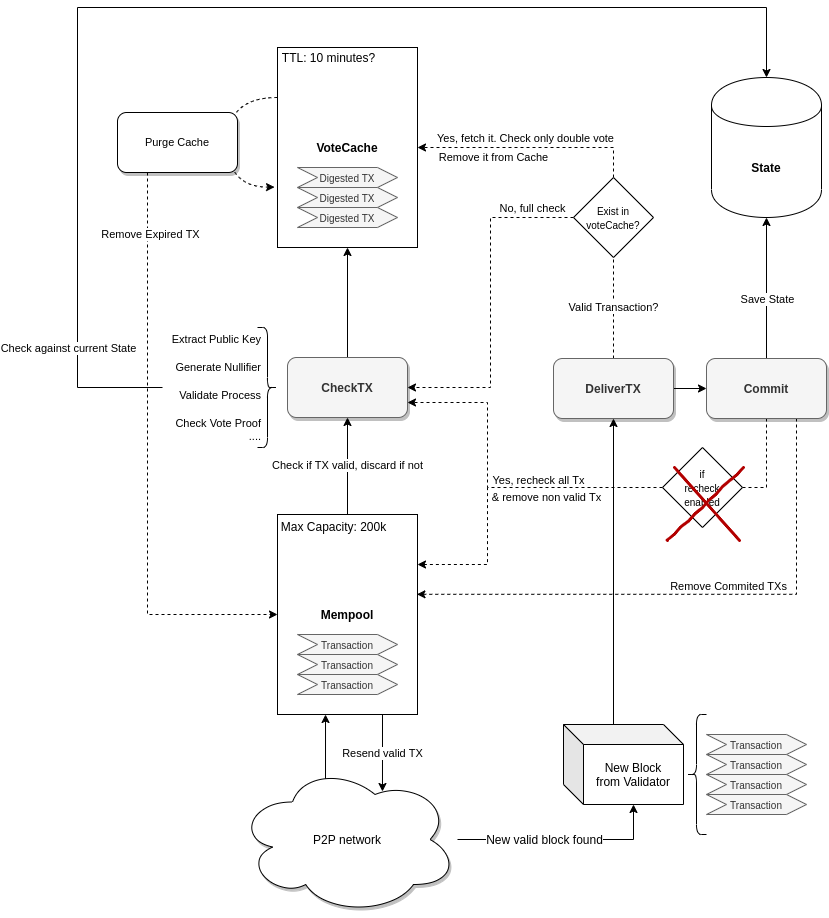 TTL: 10 minutes?
Purge Cache
VoteCache
Digested TX
Digested TX
Digested TX
Yes, fetch it. Check only double vote
Remove it from Cache
State
No, full check
Exist in
voteCache?
Remove Expired TX
Save State
Valid Transaction?
Check against current State
Extract Public Key
Generate Nullifier
Validate Process
Check Vote Proof
....
CheckTX
DeliverTX
Commit
Check if TX valid, discard if not
Yes, recheck all Tx
& remove non valid Tx
if
recheck
enabled
Max Capacity: 200k
Remove Commited TXs
Mempool
Transaction
Transaction
Transaction
Resend valid TX
New Block
from Validator
Transaction
Transaction
Transaction
Transaction
P2P network
New valid block found